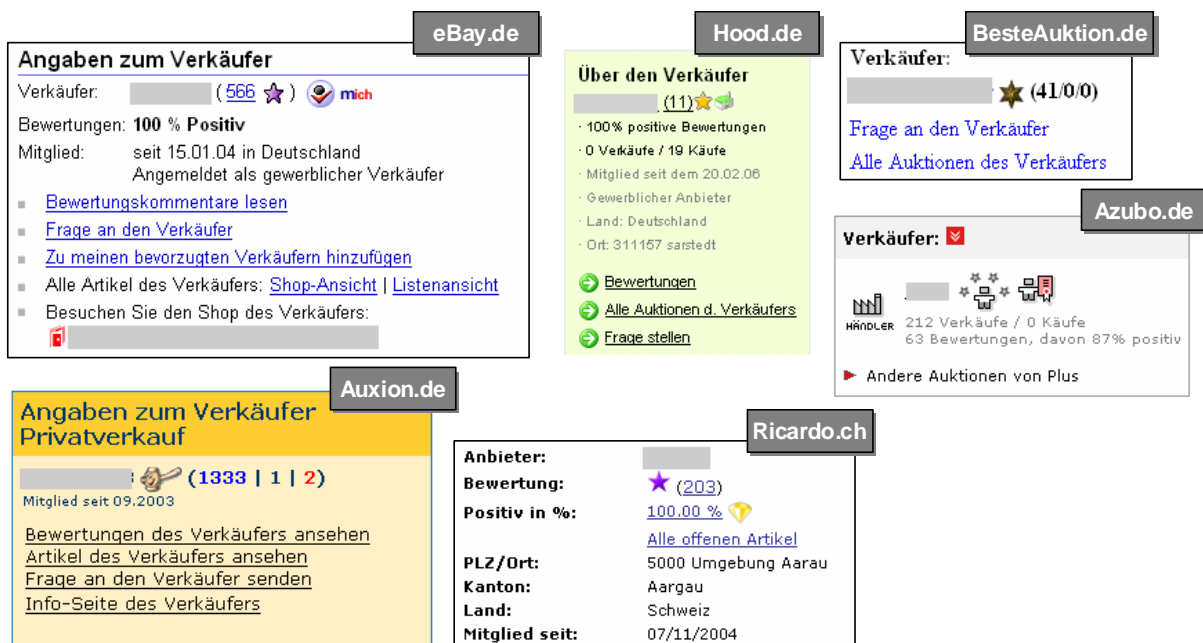 eBay.de
Angaben zum Verkäufer
Verkäufer: ( 566 ) mich
Bewertungen: 100 % Positiv
Mitglied: seit 15.01.04 in Deutschland
Angemeldet als gewerblicher Verkäufer
Bewertungskommentare lesen
Frage an den Verkäufer
Zu meinen bevorzugten Verkäufern hinzufügen
Alle Artikel des Verkäufers: Shop-Ansicht | Listenansicht
Besuchen Sie den Shop des Verkäufers:
Hood.de
Über den Verkäufer
(11)
· 100% positive Bewertungen
· 0 Verkäufe / 19 Käufe
· Mitglied seit dem 20.02.06
· Gewerblicher Anbieter
· Land: Deutschland
· Ort: 311157 sarstedt
Bewertungen
Alle Auktionen d. Verkäufers
Frage stellen
BesteAuktion.de
Verkäufer:
(41/0/0)
Frage an den Verkäufer
Alle Auktionen des Verkäufers
Azubo.de
Verkäufer:
HÄNDLER
212 Verkäufe / 0 Käufe
63 Bewertungen, davon 87% positiv
Andere Auktionen von Plus
Auxion.de
Angaben zum Verkäufer
Privatverkauf
(1333 | 1 | 2)
Mitglied seit 09.2003
Bewertungen des Verkäufers ansehen
Artikel des Verkäufers ansehen
Frage an den Verkäufer senden
Info-Seite des Verkäufers
Ricardo.ch
Anbieter:
Bewertung: (203)
Positiv in %: 100.00 %
Alle offenen Artikel
PLZ/Ort: 5000 Umgebung Aarau
Kanton: Aargau
Land: Schweiz
Mitglied seit: 07/11/2004